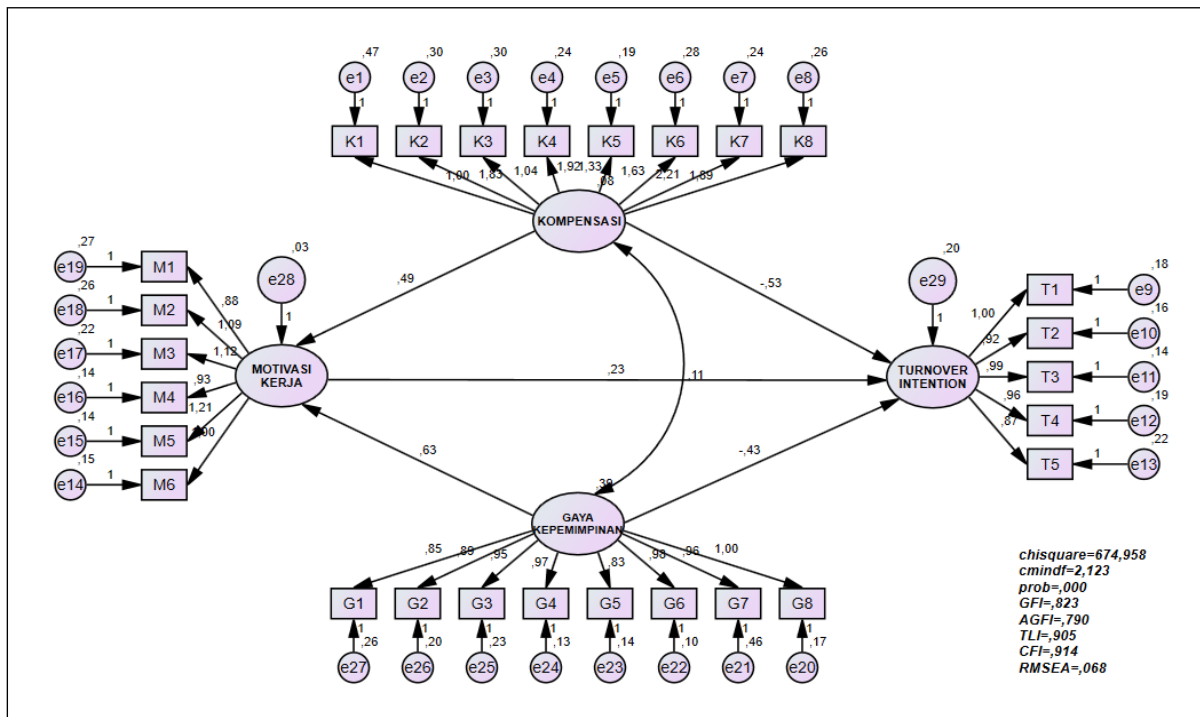 ,47 ,30 ,30 ,24 ,19 ,28 ,24 ,26
e1 e2 e3 e4 e5 e6 e7 e8
1 1 1 1 1 1 1 1
K1 K2 K3 K4 K5 K6 K7 K8
1,00 1,83 1,04 1,92 1,33 1,63 2,21 1,89
,08
KOMPENSASI
,27
e19 1 M1
,26
e18 1 M2
,22
e17 1 M3
,14
e16 1 M4
,14
e15 1 M5
,15
e14 1 M6
,88
1,09
1,12
,93
1,21
,03
e28
1
MOTIVASI
KERJA
,49
-,53
,23
,11
,63
-,43
,20
e29
1
TURNOVER
INTENTION
1,00
,92
,99
,96
,87
,18
T1 1 e9
,16
T2 1 e10
,14
T3 1 e11
,19
T4 1 e12
,22
T5 1 e13
,39
GAYA
KEPEMIMPINAN
,85 ,89 ,95 ,97 ,83 ,98 ,96 1,00
G1 G2 G3 G4 G5 G6 G7 G8
1 1 1 1 1 1 1 1
,26 ,20 ,23 ,13 ,14 ,10 ,46 ,17
e27 e26 e25 e24 e23 e22 e21 e20
chisquare=674,958
cmindf=2,123
prob=,000
GFI=,823
AGFI=,790
TLI=,905
CFI=,914
RMSEA=,068